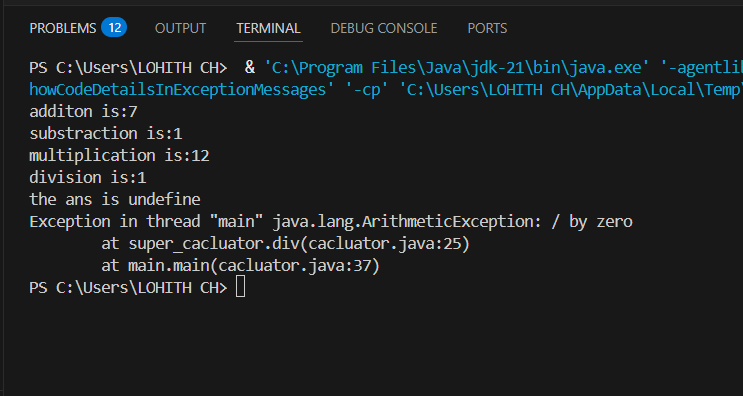 PROBLEMS 12 OUTPUT TERMINAL DEBUG CONSOLE PORTS
PS C:\Users\LOHITH CH>  & 'C:\Program Files\Java\jdk-21\bin\java.exe' '-agentlib
howCodeDetailsInExceptionMessages' '-cp' 'C:\Users\LOHITH CH\AppData\Local\Temp\
additon is:7
substraction is:1
multiplication is:12
division is:1
the ans is undefine
Exception in thread "main" java.lang.ArithmeticException: / by zero
        at super_cacluator.div(cacluator.java:25)
        at main.main(cacluator.java:37)
PS C:\Users\LOHITH CH>